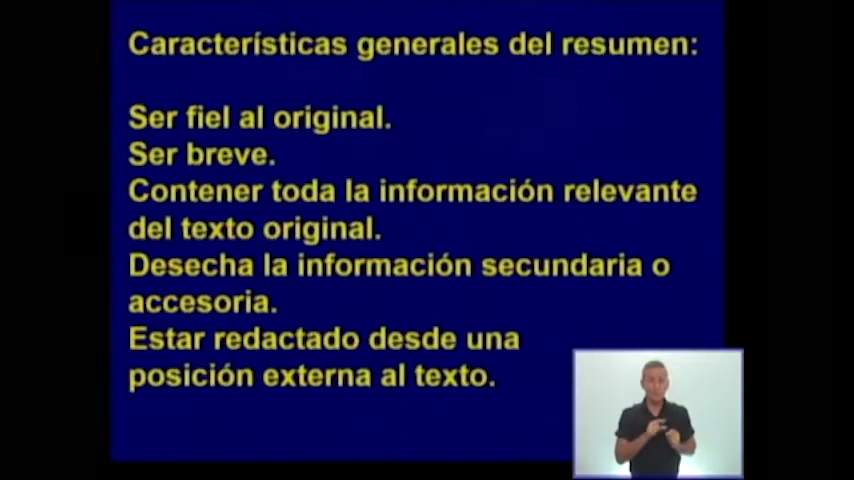 Características generales del resumen:
Ser fiel al original.
Ser breve.
Contener toda la información relevante
del texto original.
Desecha la información secundaria o
accesoria.
Estar redactado desde una
posición externa al texto.